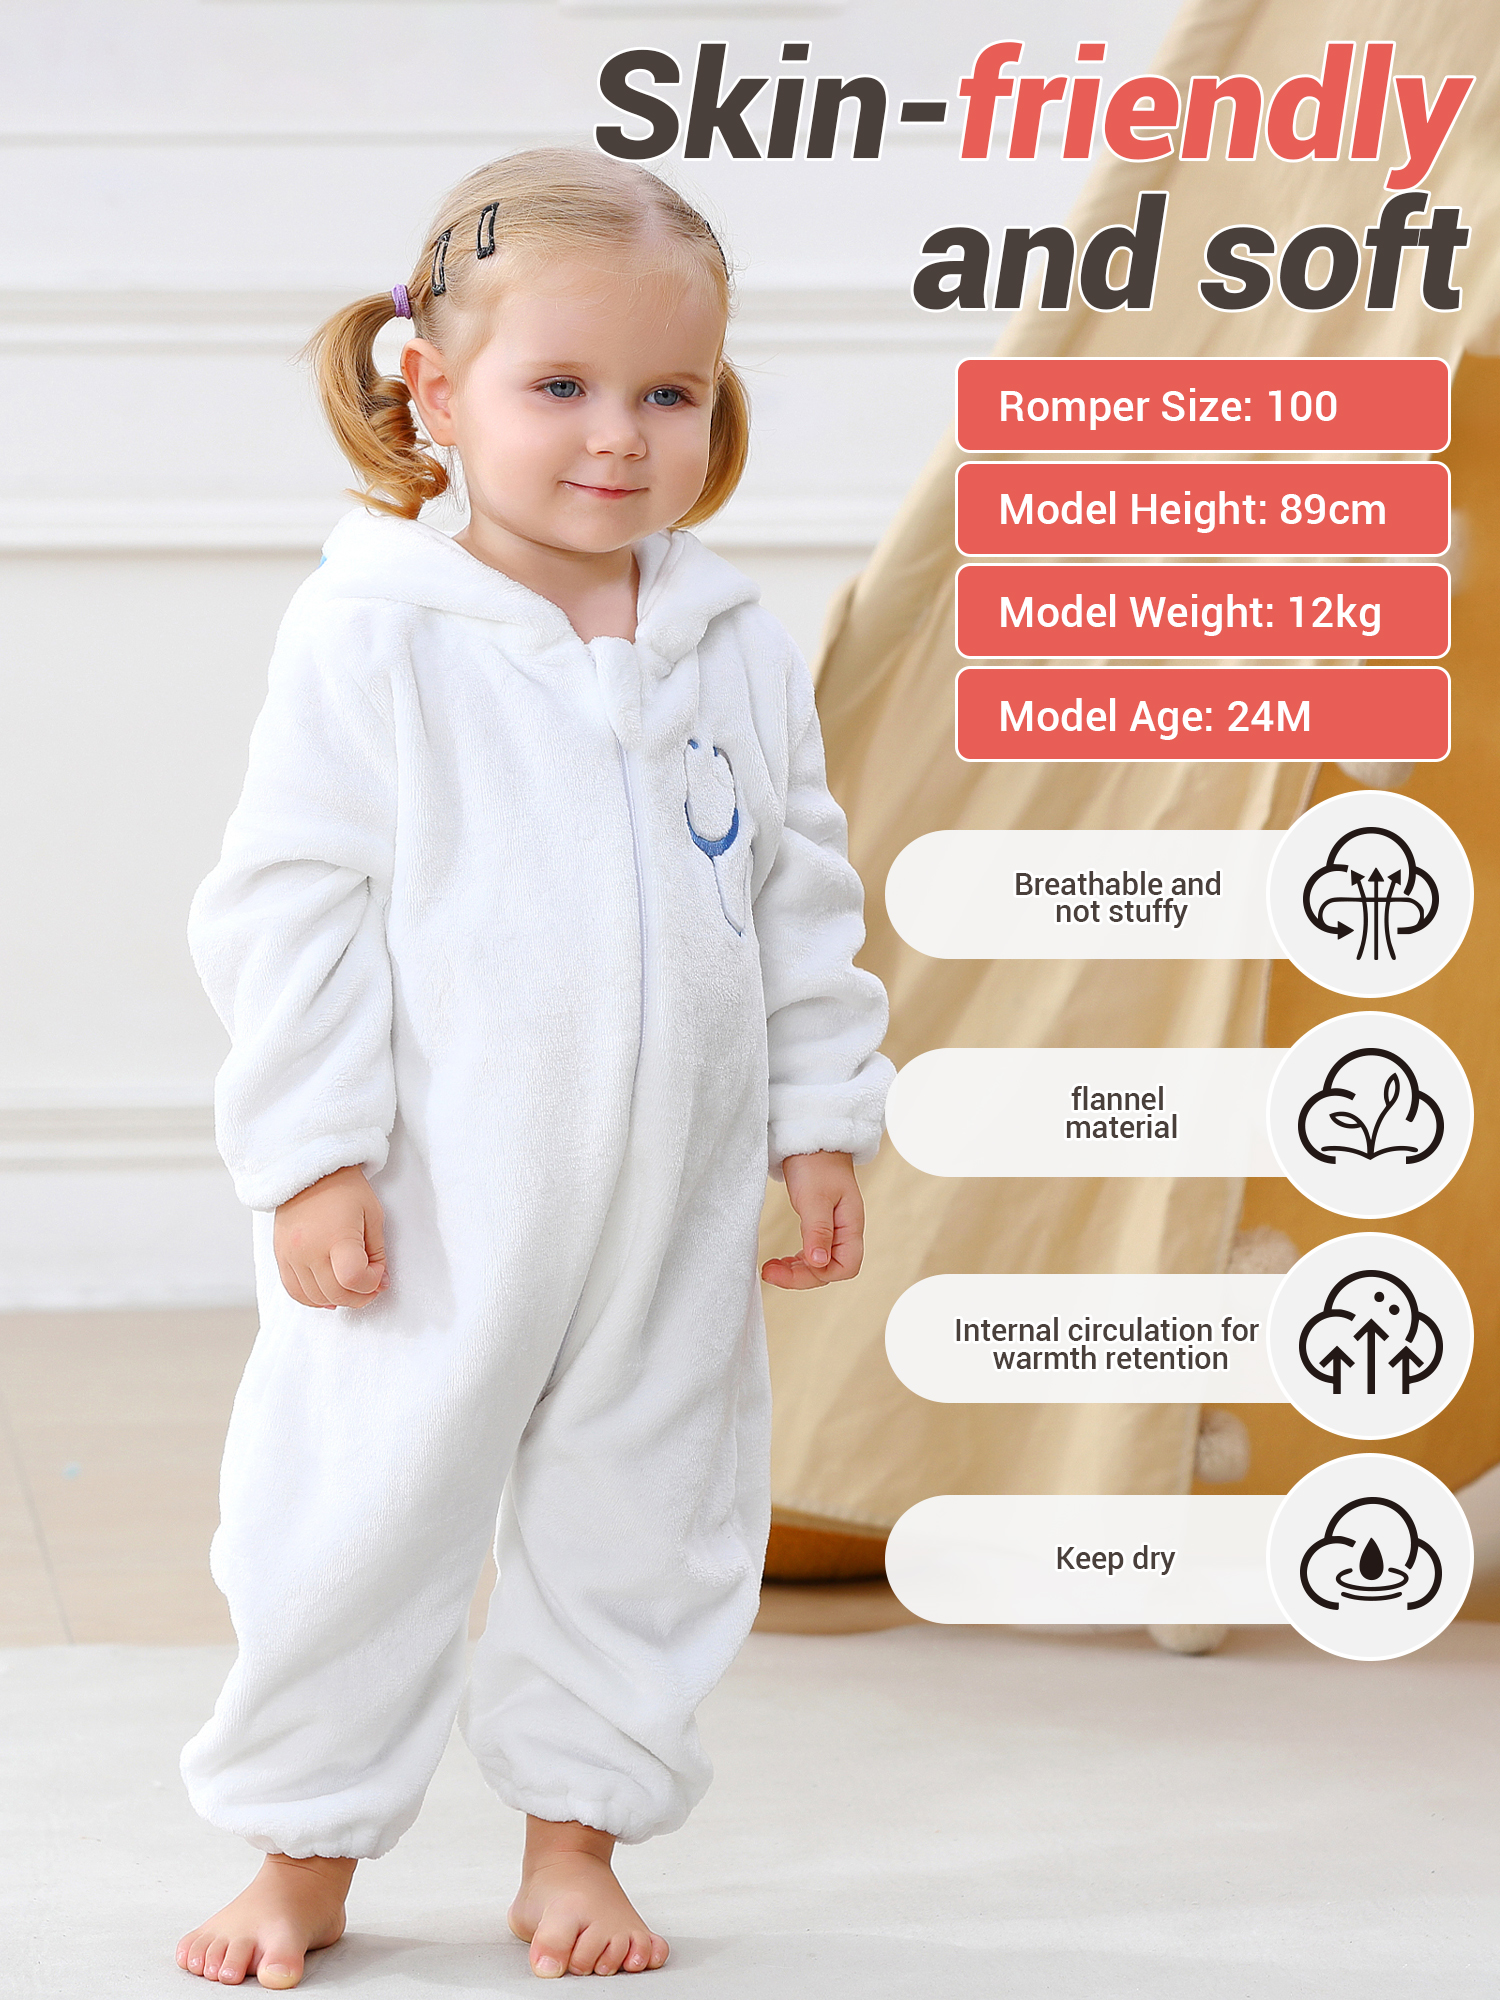 Skin-friendly
and soft
Romper Size: 100
Model Height: 89cm
Model Weight: 12kg
Model Age: 24M
Breathable and
not stuffy
flannel
material
Internal circulation for
warmth retention
Keep dry